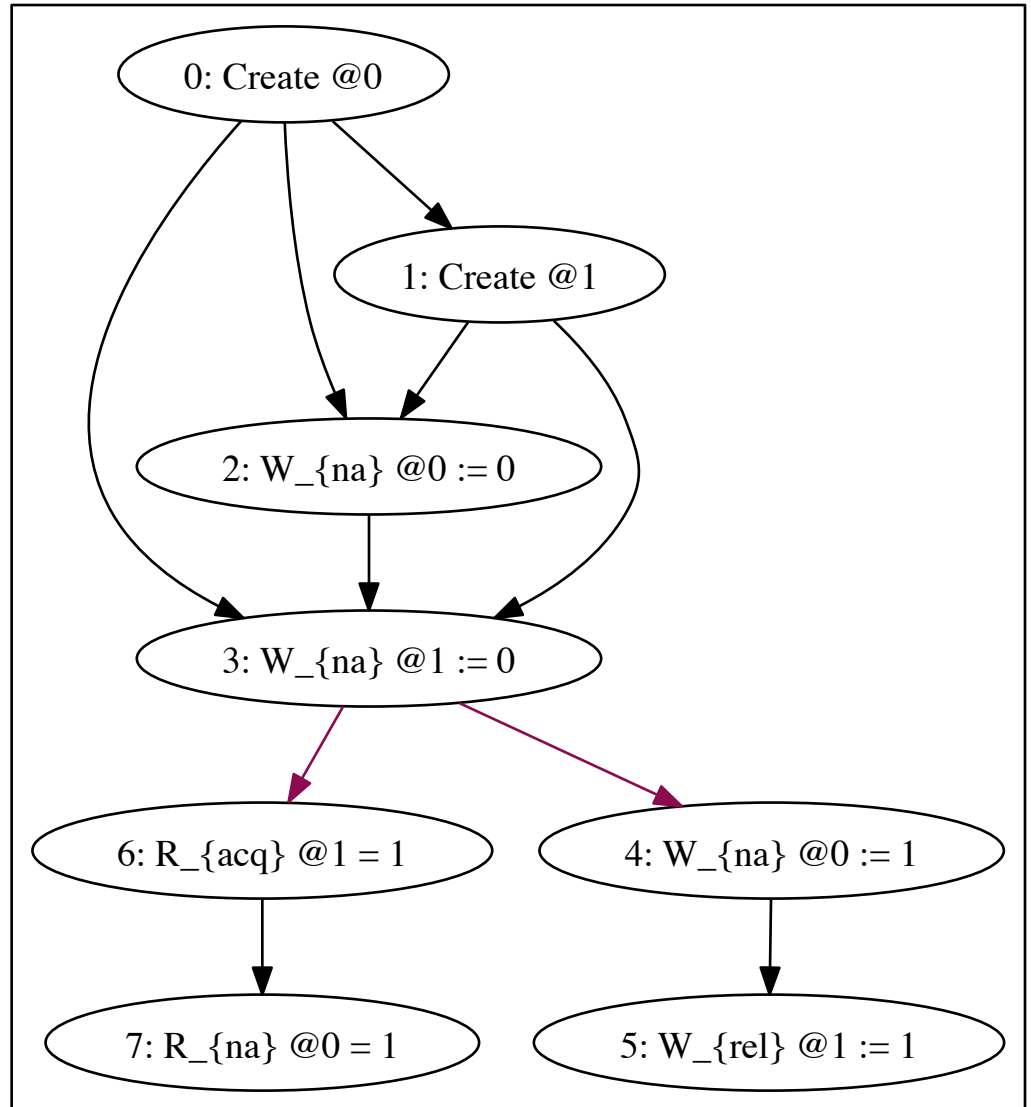 0: Create @0
1: Create @1
2: W_{na} @0 := 0
3: W_{na} @1 := 0
6: R_{acq} @1 = 1
4: W_{na} @0 := 1
7: R_{na} @0 = 1
5: W_{rel} @1 := 1